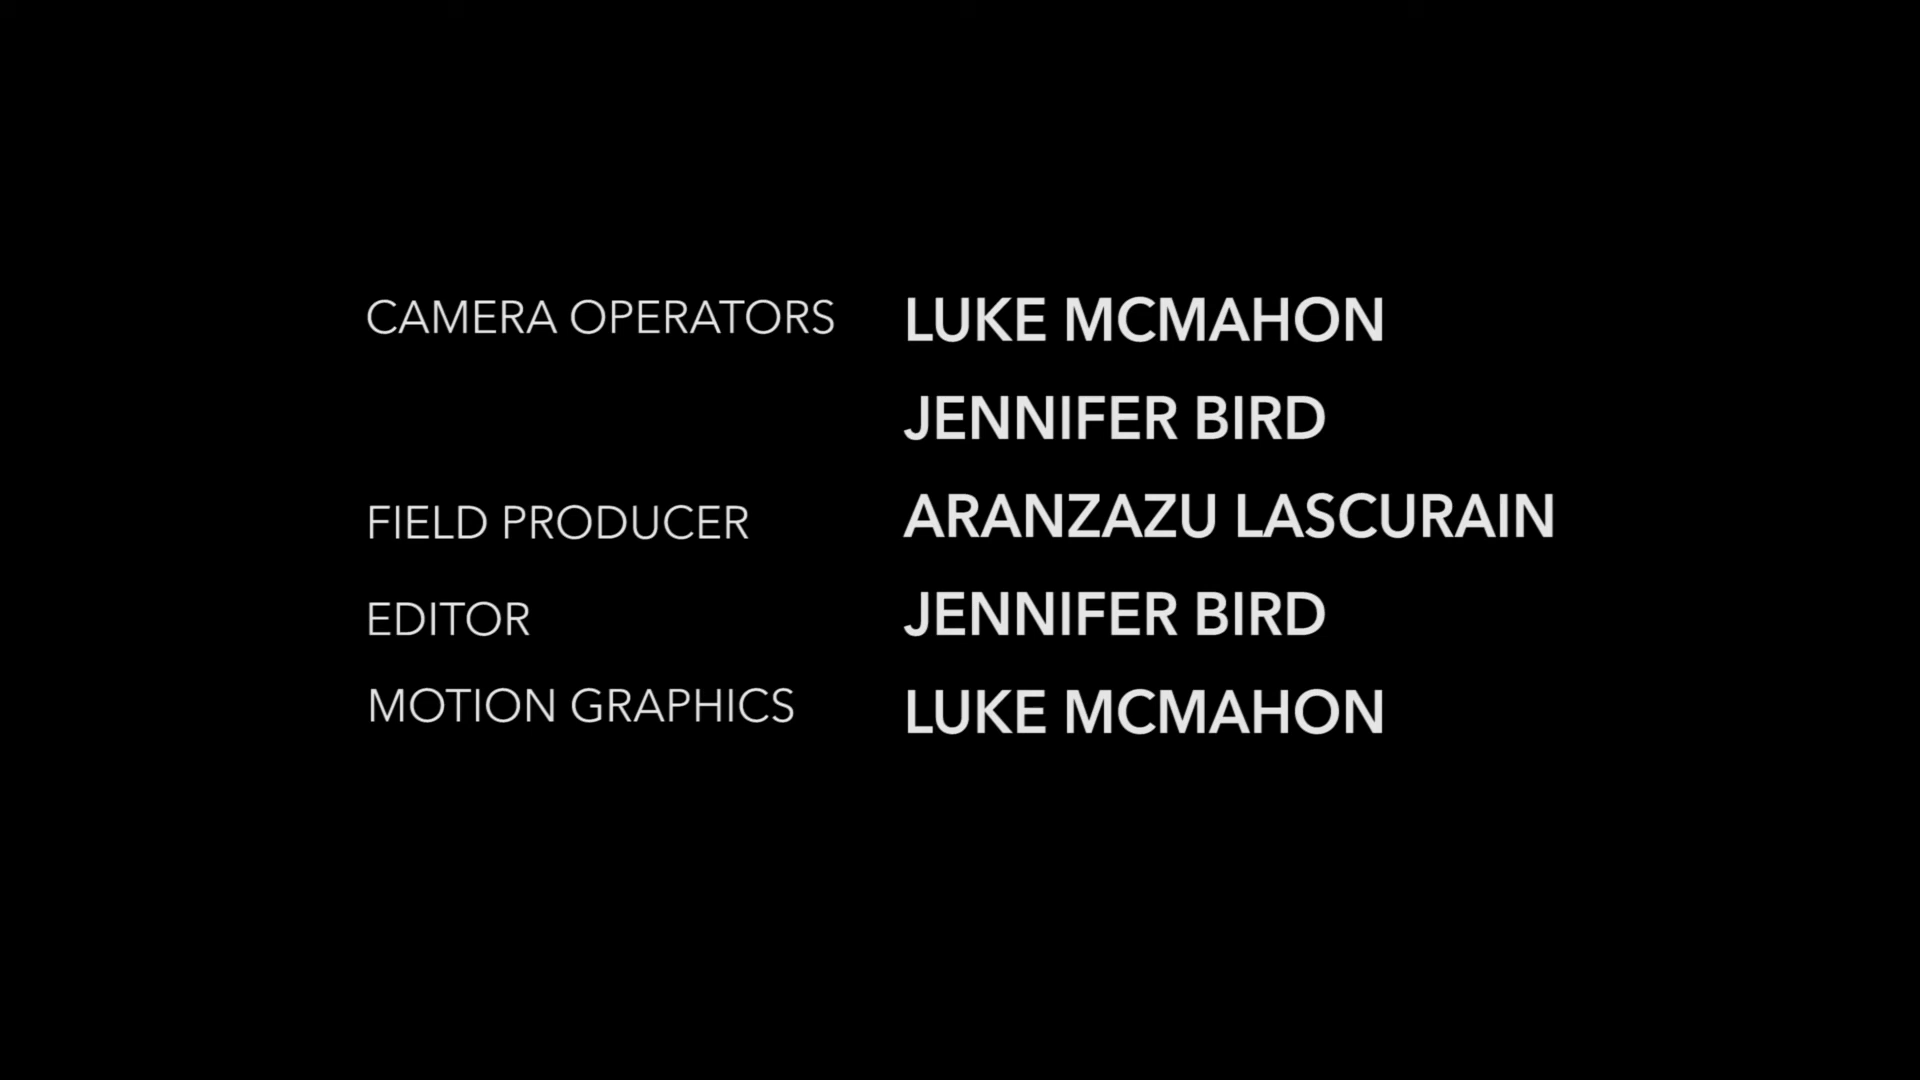 CAMERA OPERATORS LUKE MCMAHON
JENNIFER BIRD
FIELD PRODUCER ARANZAZU LASCURAIN
EDITOR JENNIFER BIRD
MOTION GRAPHICS LUKE MCMAHON